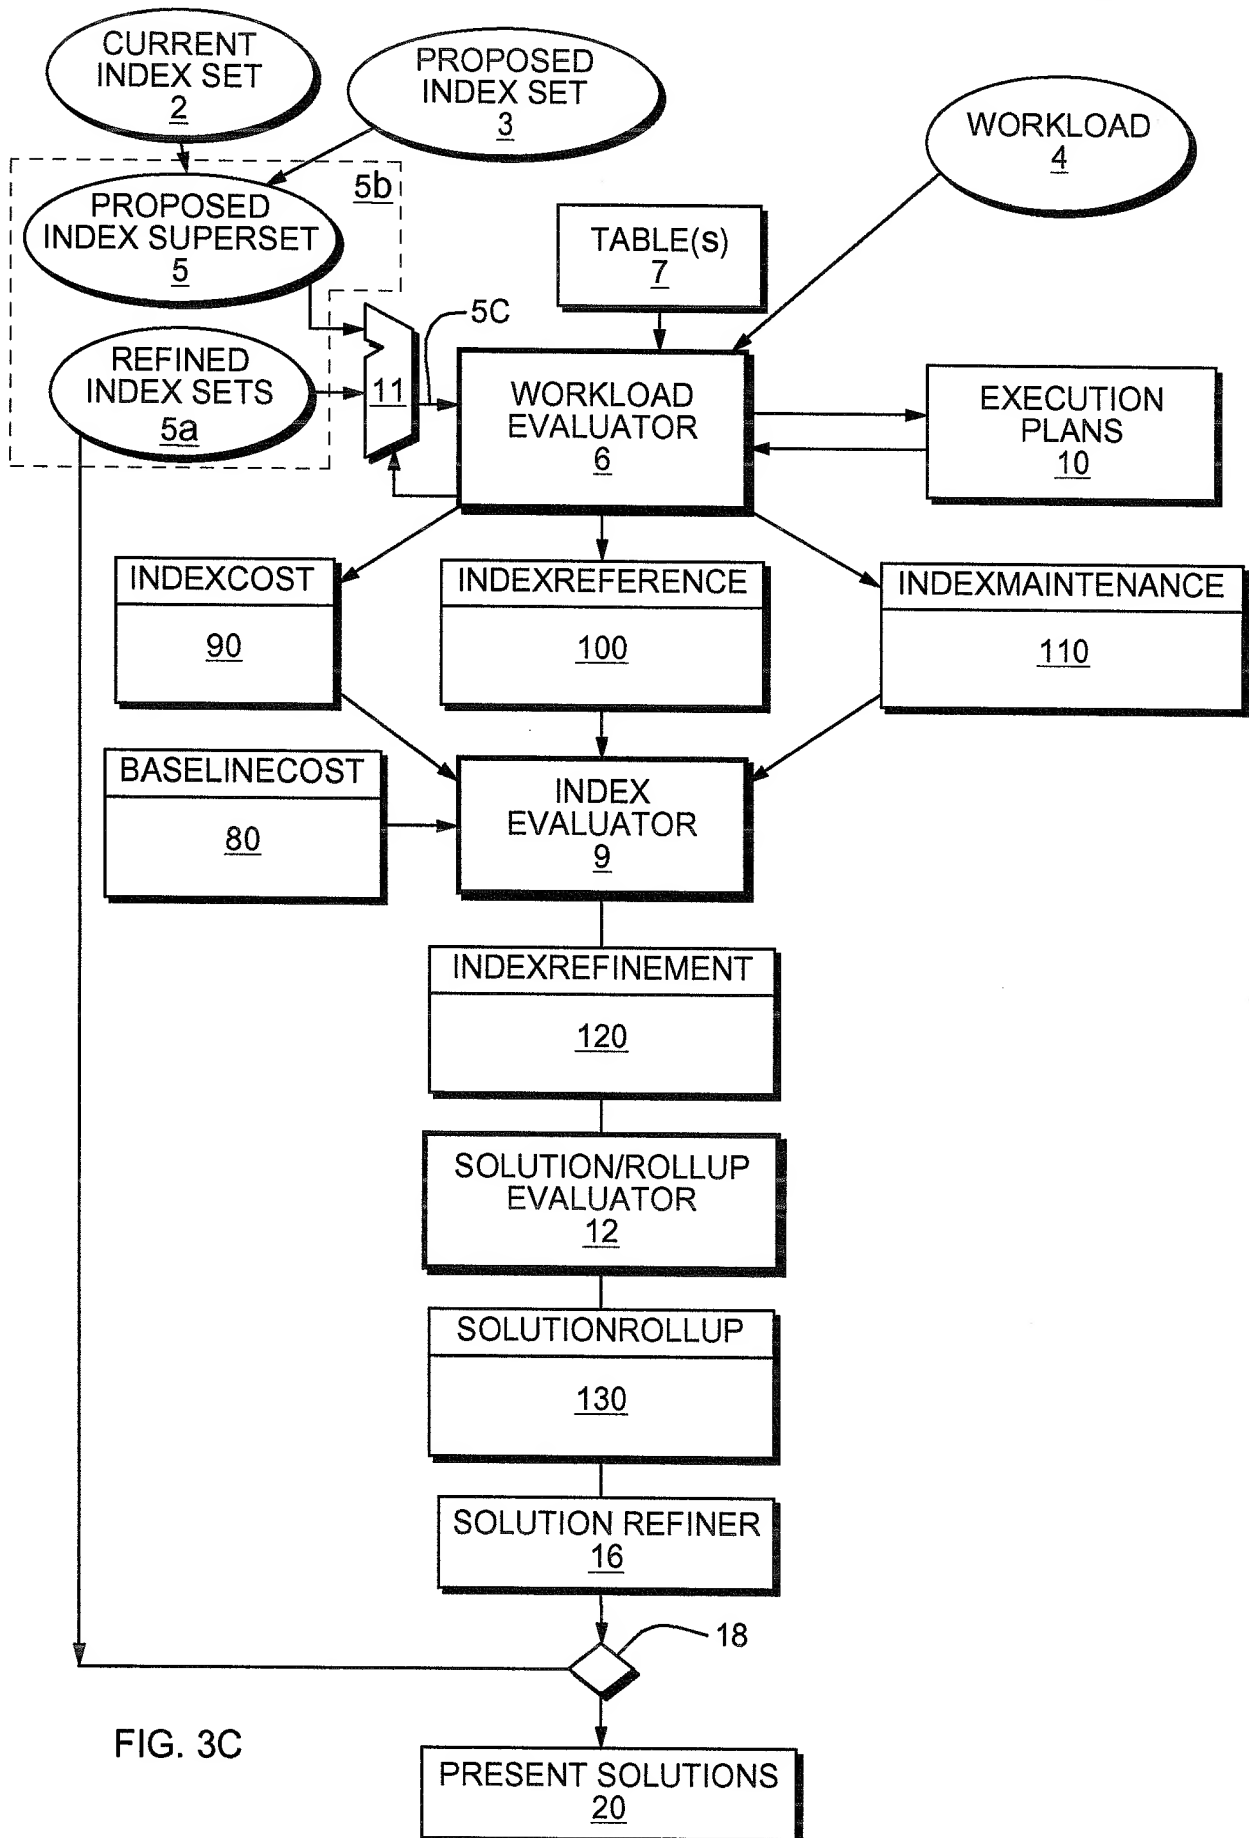 CURRENT
INDEX SET
2
PROPOSED
INDEX SET
3
WORKLOAD
4
5b
PROPOSED
INDEX SUPERSET
5
TABLE(s)
7
5C
REFINED
INDEX SETS
5a
11
WORKLOAD
EVALUATOR
6
EXECUTION
PLANS
10
INDEXCOST
90
INDEXREFERENCE
100
INDEXMAINTENANCE
110
BASELINECOST
80
INDEX
EVALUATOR
9
INDEXREFINEMENT
120
SOLUTION/ROLLUP
EVALUATOR
12
SOLUTIONROLLUP
130
SOLUTION REFINER
16
18
FIG. 3C
PRESENT SOLUTIONS
20